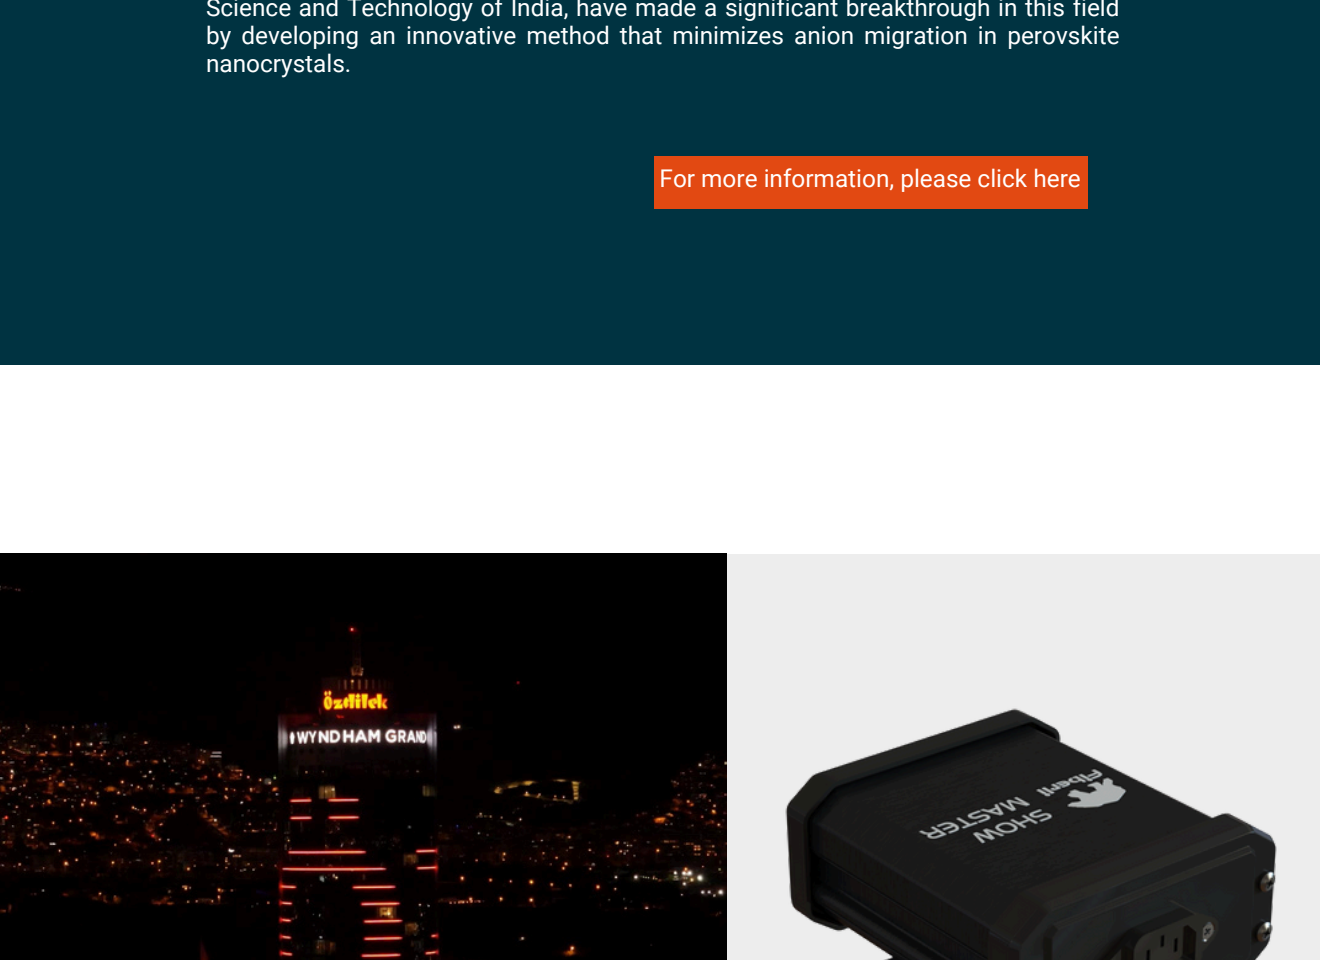 Science and Technology of India, have made a significant breakthrough in this field
by developing an innovative method that minimizes anion migration in perovskite
nanocrystals.
For more information, please click here
Özdilek
WYNDHAM GRAND
Fiberli
SHOW
MASTER